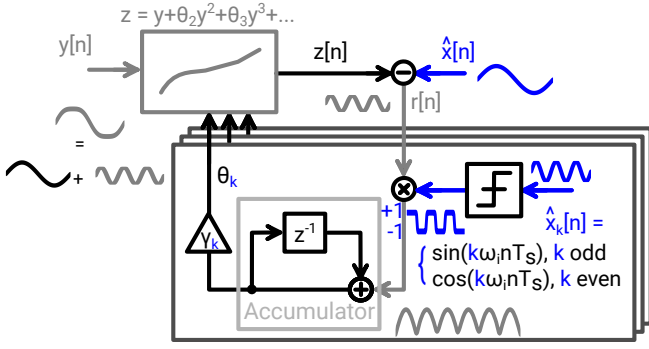 z = y+θ₂y²+θ₃y³+...
y[n]
z[n]
x̂[n]
r[n]
=
+
θₖ
+1
-1
x̂ₖ[n] =
γₖ
z⁻¹
sin(kωᵢnTₛ), k odd
cos(kωᵢnTₛ), k even
Accumulator